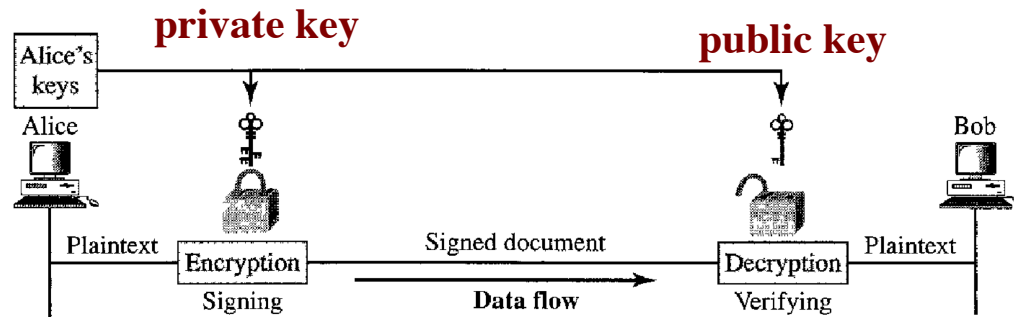 private key
public key
Alice's
keys
Alice
Bob
Plaintext
Encryption
Signed document
Decryption
Plaintext
Signing
Data flow
Verifying